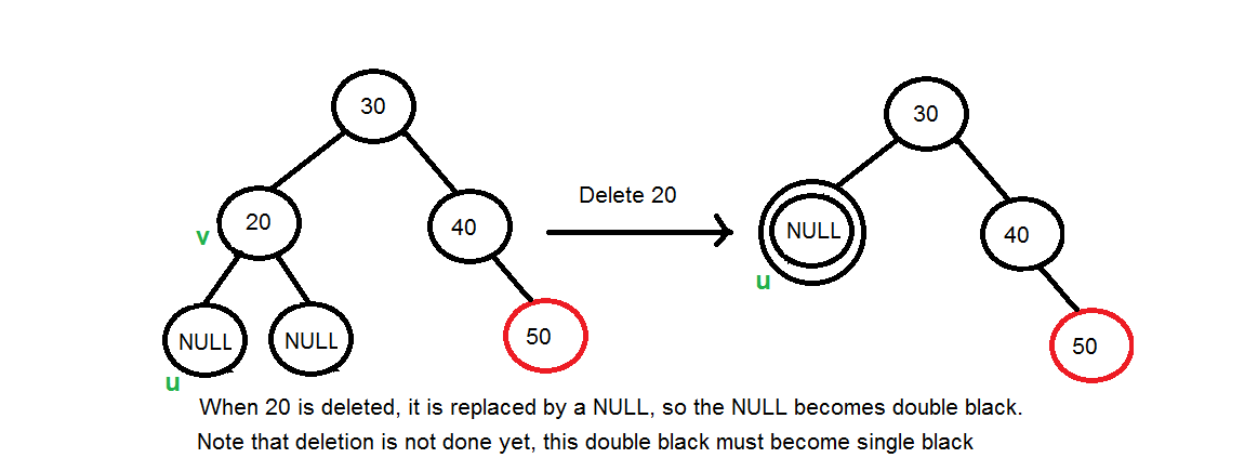 30
30
Delete 20
20
40
NULL
40
v
u
NULL
NULL
50
50
u
When 20 is deleted, it is replaced by a NULL, so the NULL becomes double black.
Note that deletion is not done yet, this double black must become single black